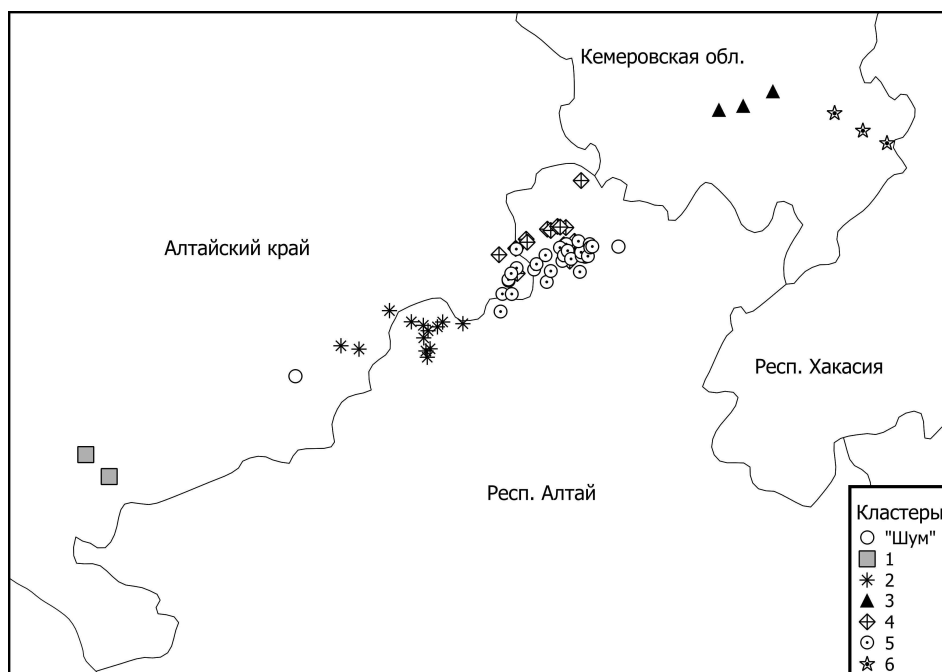 Кемеровская обл.
Алтайский край
Респ. Хакасия
Респ. Алтай
Кластеры
"Шум"
1
2
3
4
5
6